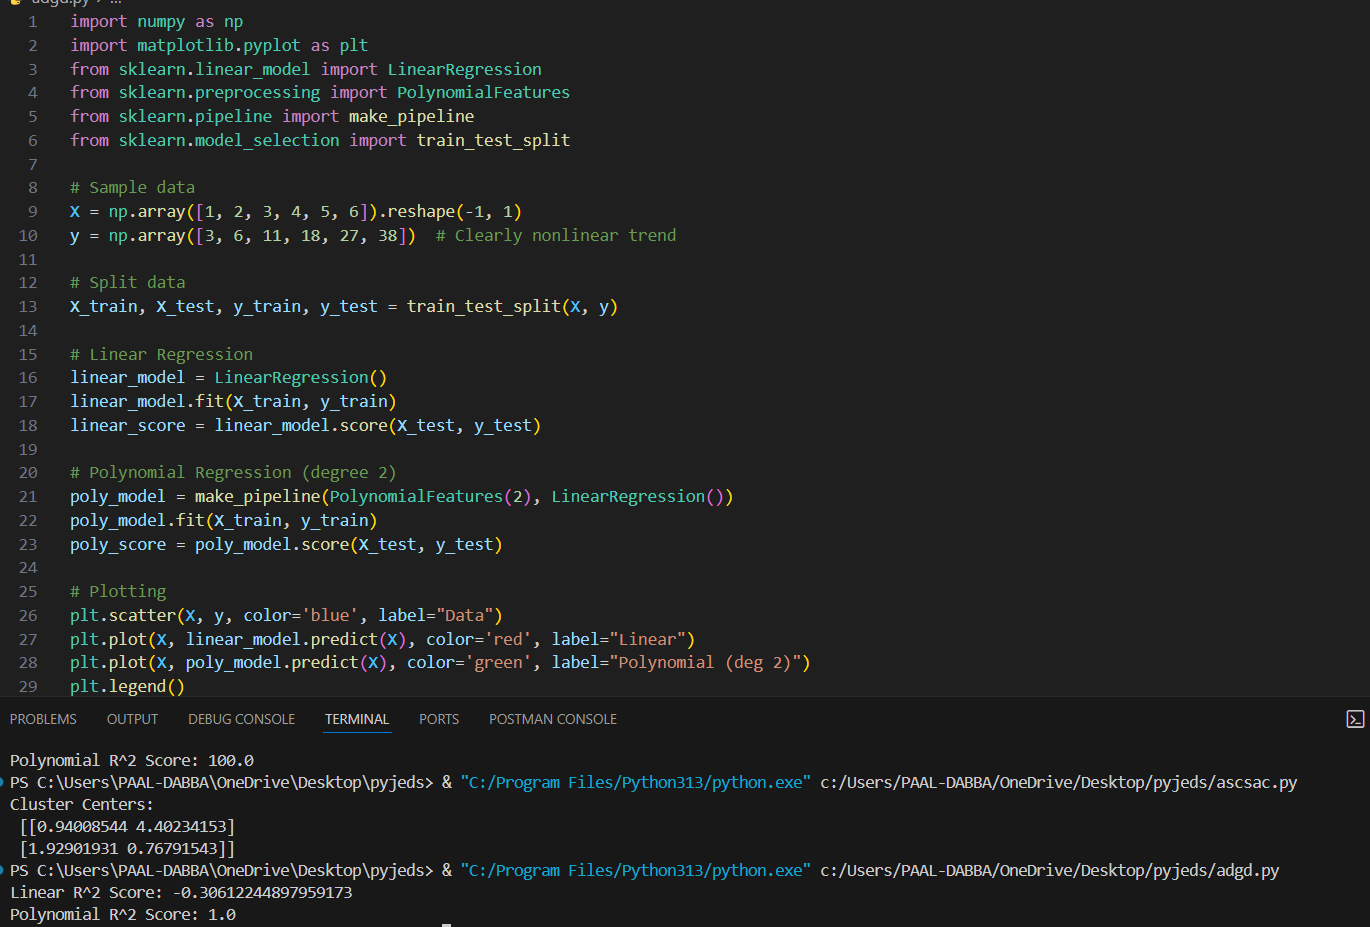 adgd.py > ...
1 import numpy as np
2 import matplotlib.pyplot as plt
3 from sklearn.linear_model import LinearRegression
4 from sklearn.preprocessing import PolynomialFeatures
5 from sklearn.pipeline import make_pipeline
6 from sklearn.model_selection import train_test_split
7
8 # Sample data
9 X = np.array([1, 2, 3, 4, 5, 6]).reshape(-1, 1)
10 y = np.array([3, 6, 11, 18, 27, 38])  # Clearly nonlinear trend
11
12 # Split data
13 X_train, X_test, y_train, y_test = train_test_split(X, y)
14
15 # Linear Regression
16 linear_model = LinearRegression()
17 linear_model.fit(X_train, y_train)
18 linear_score = linear_model.score(X_test, y_test)
19
20 # Polynomial Regression (degree 2)
21 poly_model = make_pipeline(PolynomialFeatures(2), LinearRegression())
22 poly_model.fit(X_train, y_train)
23 poly_score = poly_model.score(X_test, y_test)
24
25 # Plotting
26 plt.scatter(X, y, color='blue', label="Data")
27 plt.plot(X, linear_model.predict(X), color='red', label="Linear")
28 plt.plot(X, poly_model.predict(X), color='green', label="Polynomial (deg 2)")
29 plt.legend()
PROBLEMS OUTPUT DEBUG CONSOLE TERMINAL PORTS POSTMAN CONSOLE
Polynomial R^2 Score: 100.0
PS C:\Users\PAAL-DABBA\OneDrive\Desktop\pyjeds> & "C:/Program Files/Python313/python.exe" c:/Users/PAAL-DABBA/OneDrive/Desktop/pyjeds/ascsac.py
Cluster Centers:
[[0.94008544 4.40234153]
[1.92901931 0.76791543]]
PS C:\Users\PAAL-DABBA\OneDrive\Desktop\pyjeds> & "C:/Program Files/Python313/python.exe" c:/Users/PAAL-DABBA/OneDrive/Desktop/pyjeds/adgd.py
Linear R^2 Score: -0.30612244897959173
Polynomial R^2 Score: 1.0